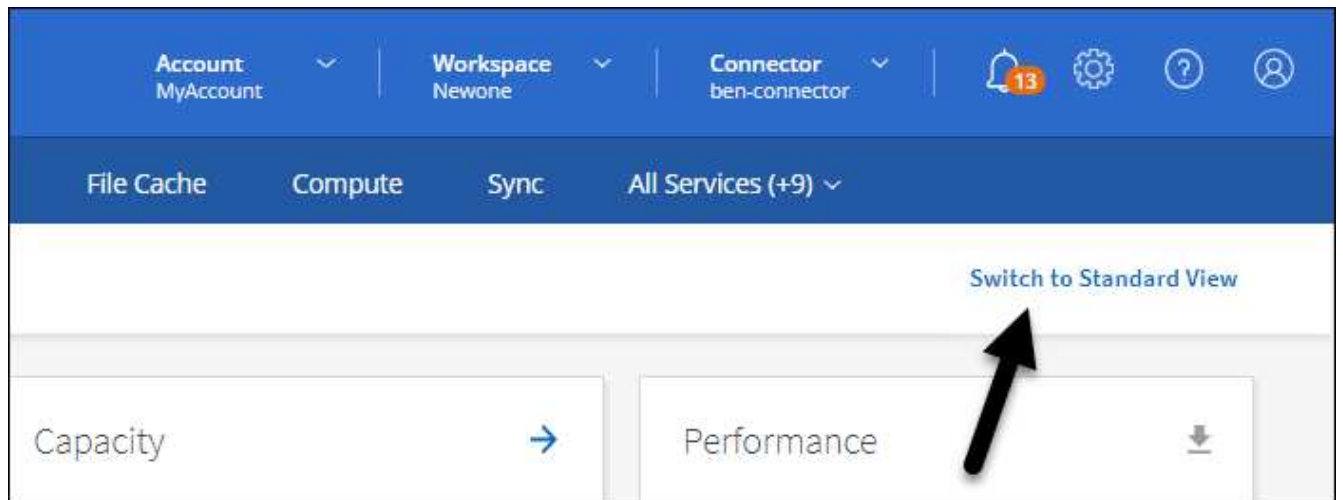 Account
MyAccount
Workspace
Newone
Connector
ben-connector
13
File Cache
Compute
Sync
All Services (+9)
Switch to Standard View
Capacity
Performance